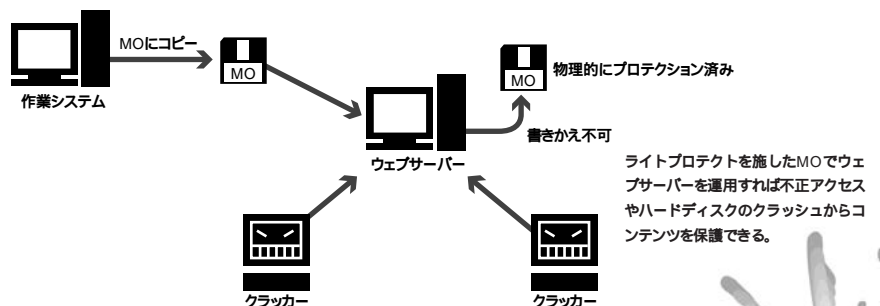 MOにコピー
MO
作業システム
MO
物理的にプロテクション済み
書きかえ不可
ウェブサーバー
ライトプロテクトを施したMOでウェ
ブサーバーを運用すれば不正アクセス
やハードディスクのクラッシュからコ
ンテンツを保護できる。
クラッカー
クラッカー